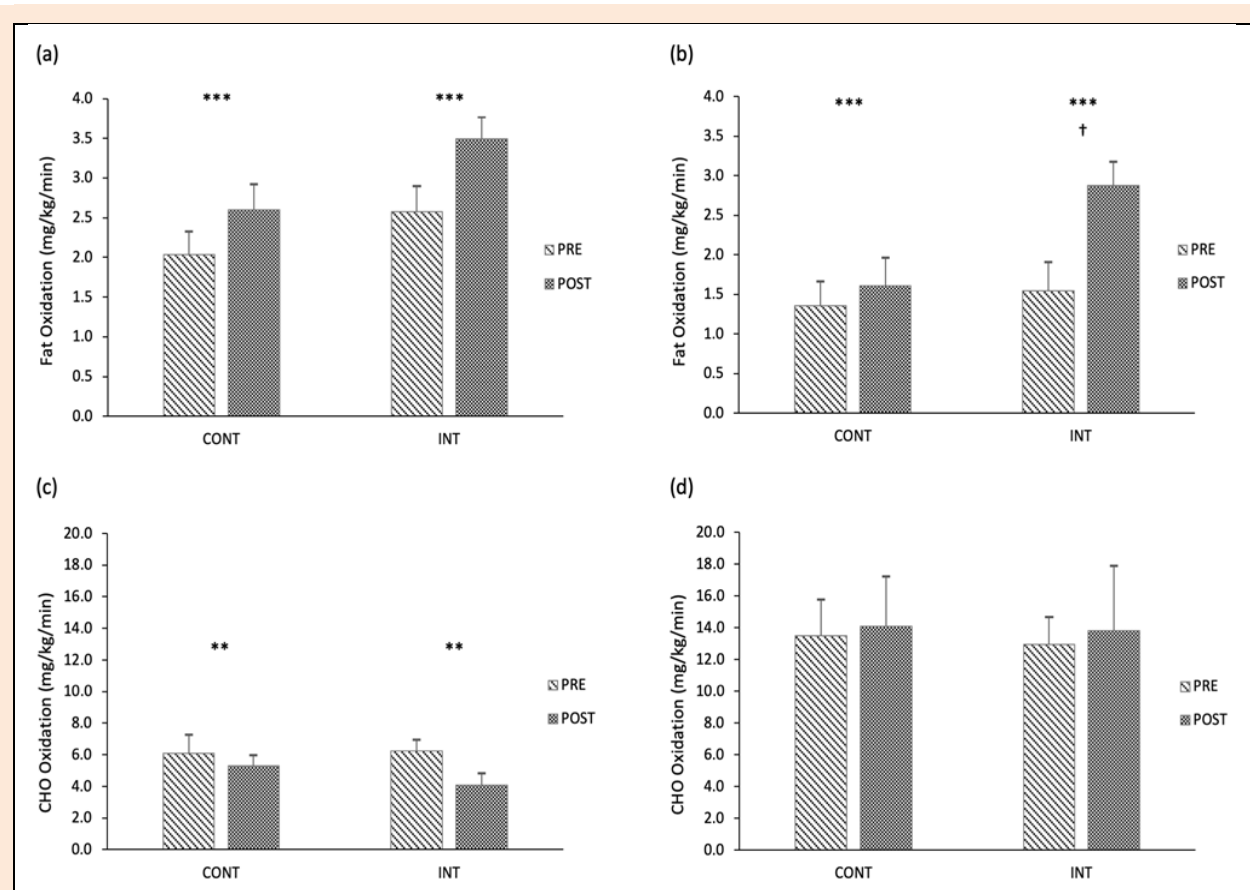 (a)
Fat Oxidation (mg/kg/min)
4.0
3.5
3.0
2.5
2.0
1.5
1.0
0.5
0.0
***
***
CONT
INT
PRE
POST
(b)
Fat Oxidation (mg/kg/min)
4.0
3.5
3.0
2.5
2.0
1.5
1.0
0.5
0.0
***
***
†
CONT
INT
PRE
POST
(c)
CHO Oxidation (mg/kg/min)
20.0
18.0
16.0
14.0
12.0
10.0
8.0
6.0
4.0
2.0
0.0
**
**
CONT
INT
PRE
POST
(d)
CHO Oxidation (mg/kg/min)
20.0
18.0
16.0
14.0
12.0
10.0
8.0
6.0
4.0
2.0
0.0
CONT
INT
PRE
POST